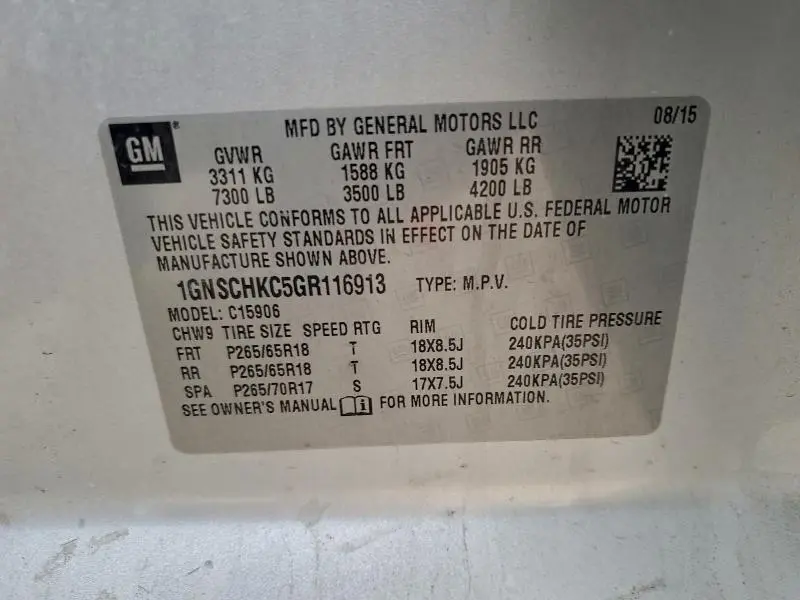 GM ® MFD BY GENERAL MOTORS LLC 08/15
GVWR GAWR FRT GAWR RR
3311 KG 1588 KG 1905 KG
7300 LB 3500 LB 4200 LB
THIS VEHICLE CONFORMS TO ALL APPLICABLE U.S. FEDERAL MOTOR
VEHICLE SAFETY STANDARDS IN EFFECT ON THE DATE OF
MANUFACTURE SHOWN ABOVE.
1GNSCHKC5GR116913 TYPE: M.P.V.
MODEL: C15906
CHW9 TIRE SIZE SPEED RTG RIM COLD TIRE PRESSURE
FRT P265/65R18 T 18X8.5J 240KPA(35PSI)
RR P265/65R18 T 18X8.5J 240KPA(35PSI)
SPA P265/70R17 S 17X7.5J 240KPA(35PSI)
SEE OWNER'S MANUAL i FOR MORE INFORMATION.